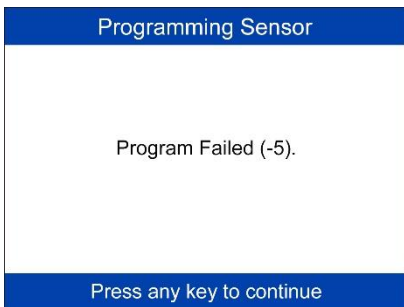 Programming Sensor
Program Failed (-5).
Press any key to continue